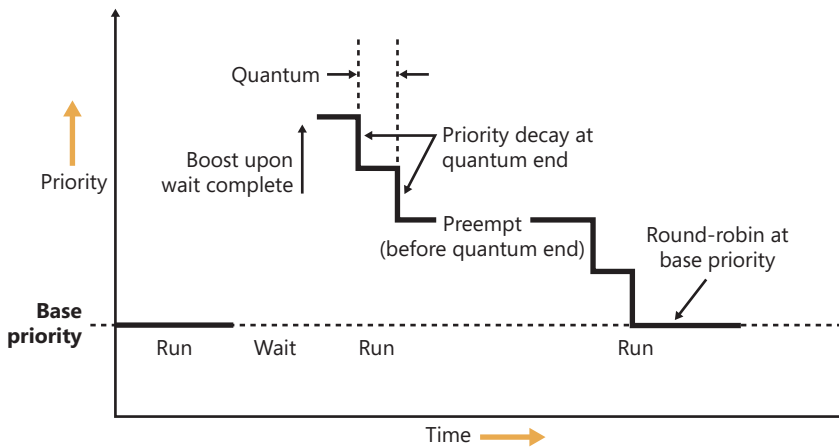 Quantum
Priority decay at
quantum end
Boost upon
wait complete
Priority
Preempt
(before quantum end)
Round-robin at
base priority
Base
priority
Run
Wait
Run
Run
Time